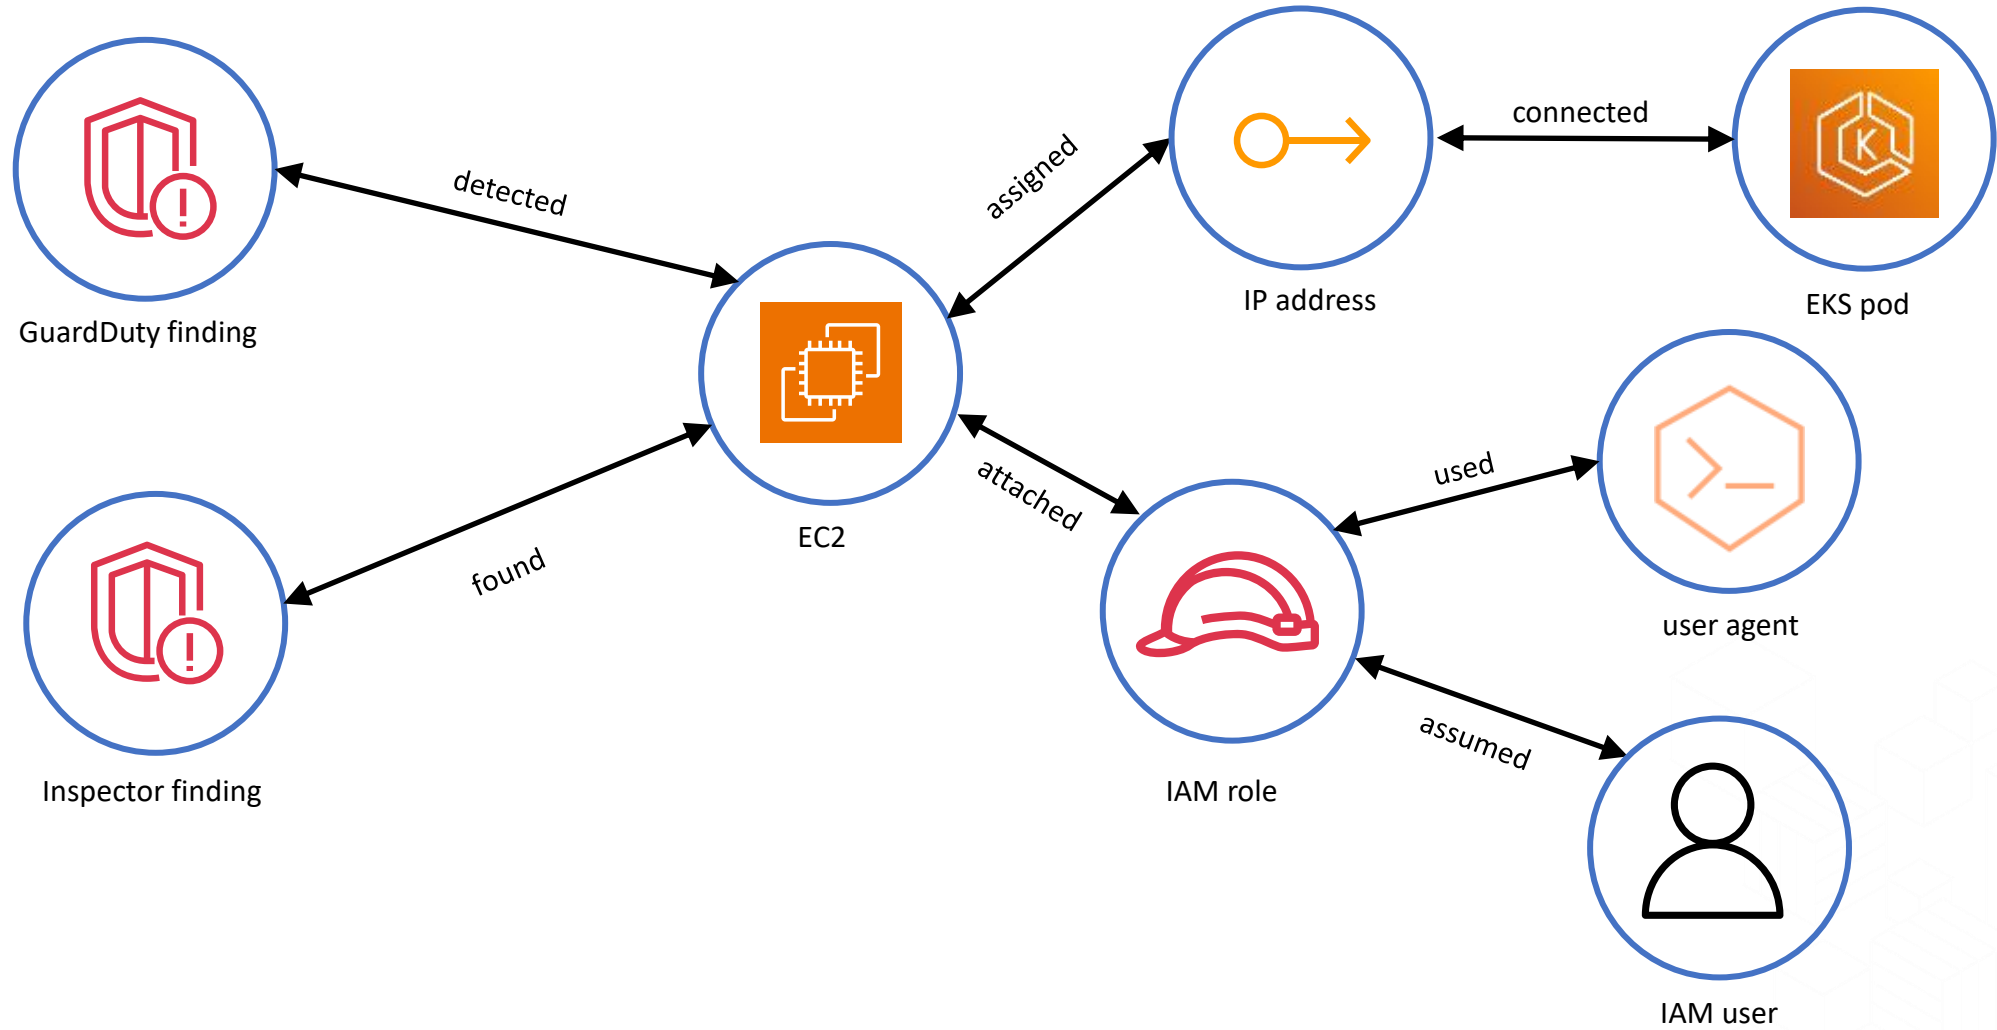 connected
assigned
detected
IP address
EKS pod
GuardDuty finding
K
used
attached
EC2
found
user agent
assumed
Inspector finding
IAM role
IAM user